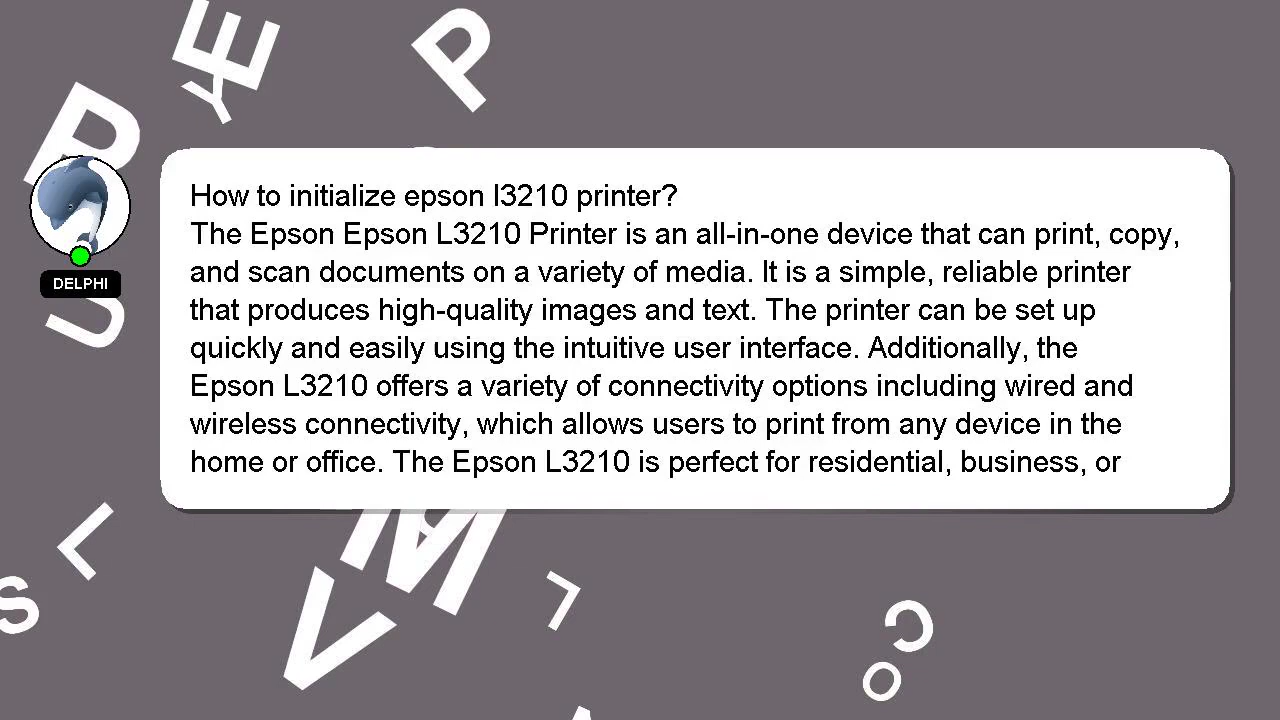 How to initialize epson l3210 printer?
The Epson Epson L3210 Printer is an all-in-one device that can print, copy,
and scan documents on a variety of media. It is a simple, reliable printer
that produces high-quality images and text. The printer can be set up
quickly and easily using the intuitive user interface. Additionally, the
Epson L3210 offers a variety of connectivity options including wired and
wireless connectivity, which allows users to print from any device in the
home or office. The Epson L3210 is perfect for residential, business, or
DELPHI
E
Y
P
P
U
L
S
M
V
L
C
O